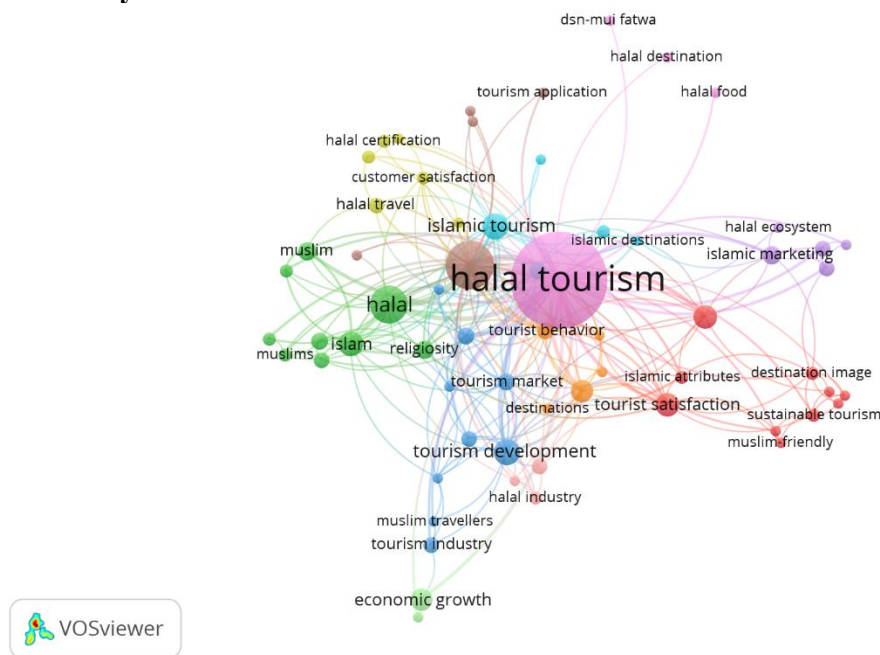 dsn-mui fatwa
halal destination
tourism application
halal food
halal certification
customer satisfaction
halal travel
islamic tourism
halal ecosystem
islamic destinations
muslim
islamic marketing
halal tourism
halal
tourist behavior
islam
religiosity
muslims
destination image
tourism market
islamic attributes
destinations
tourist satisfaction
sustainable tourism
muslim-friendly
tourism development
halal industry
muslim travellers
tourism industry
economic growth
VOSviewer